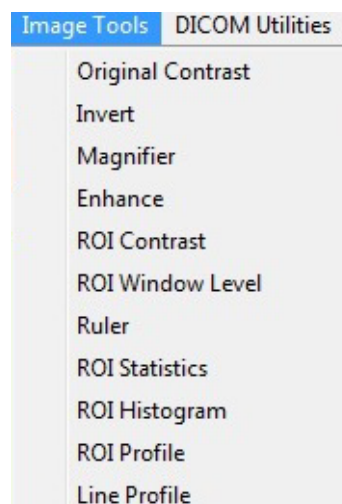 Image Tools DICOM Utilities
Original Contrast
Invert
Magnifier
Enhance
ROI Contrast
ROI Window Level
Ruler
ROI Statistics
ROI Histogram
ROI Profile
Line Profile